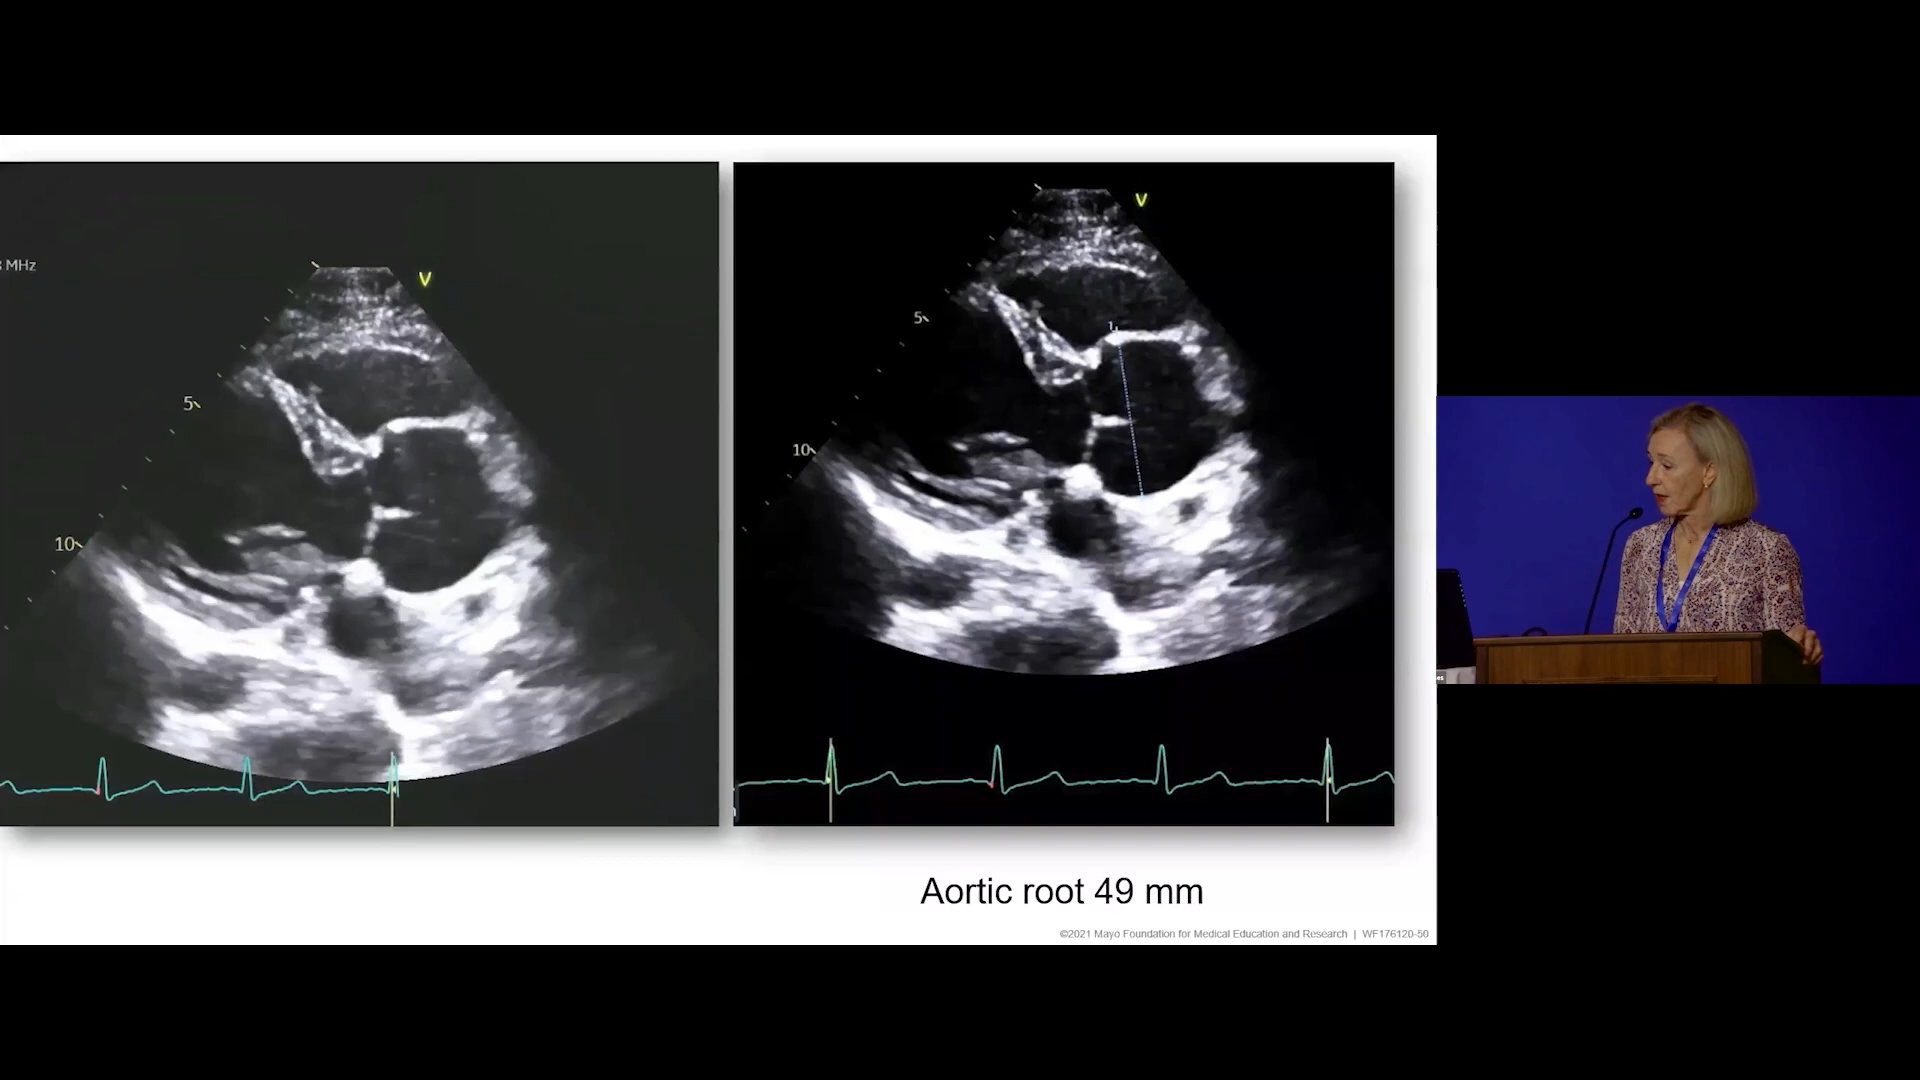 MHz
V
5
10
V
1
5
10
Aortic root 49 mm
©2021 Mayo Foundation for Medical Education and Research | WF176120-50